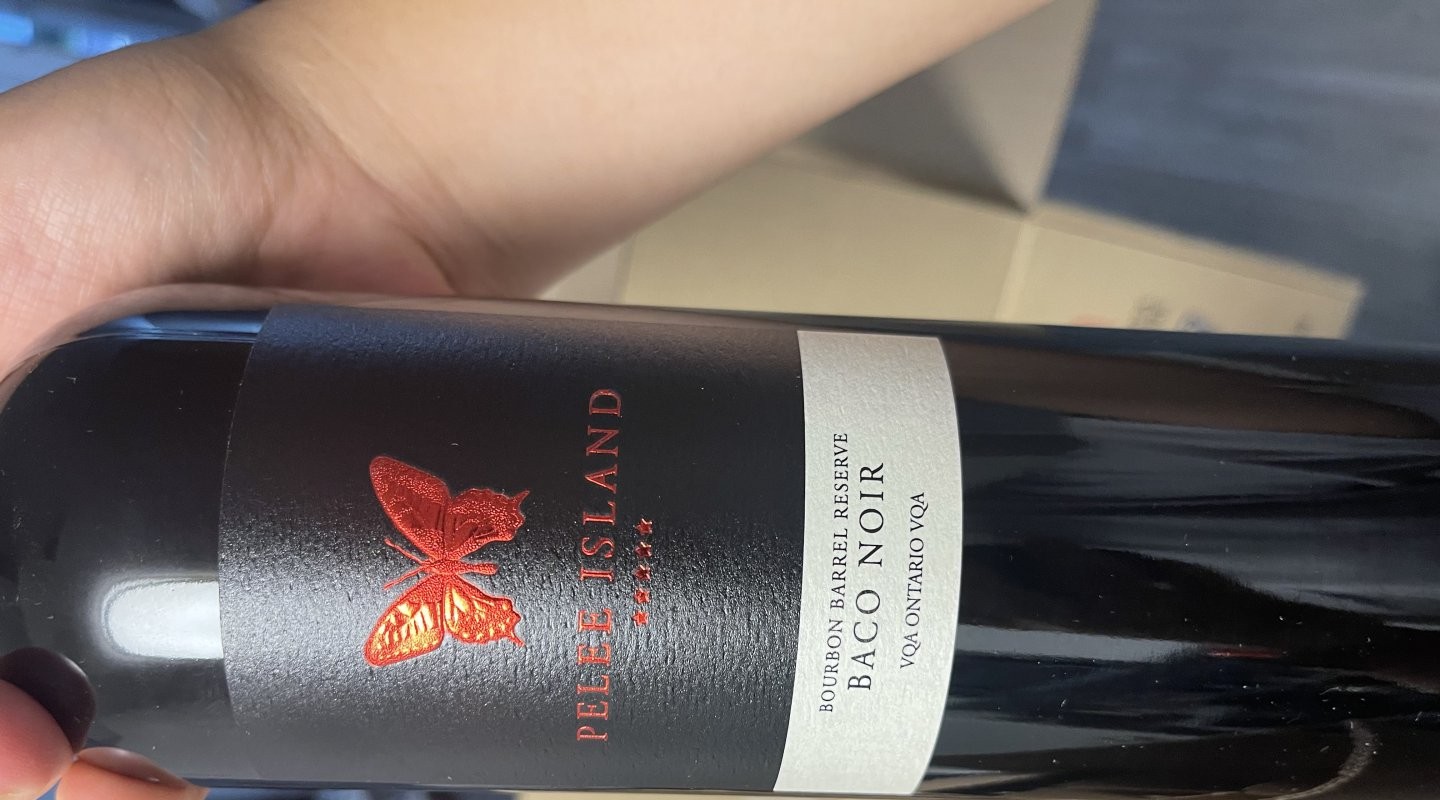 PELEE ISLAND
BOURBON BARREL RESERVE
BACO NOIR
VQA ONTARIO VQA